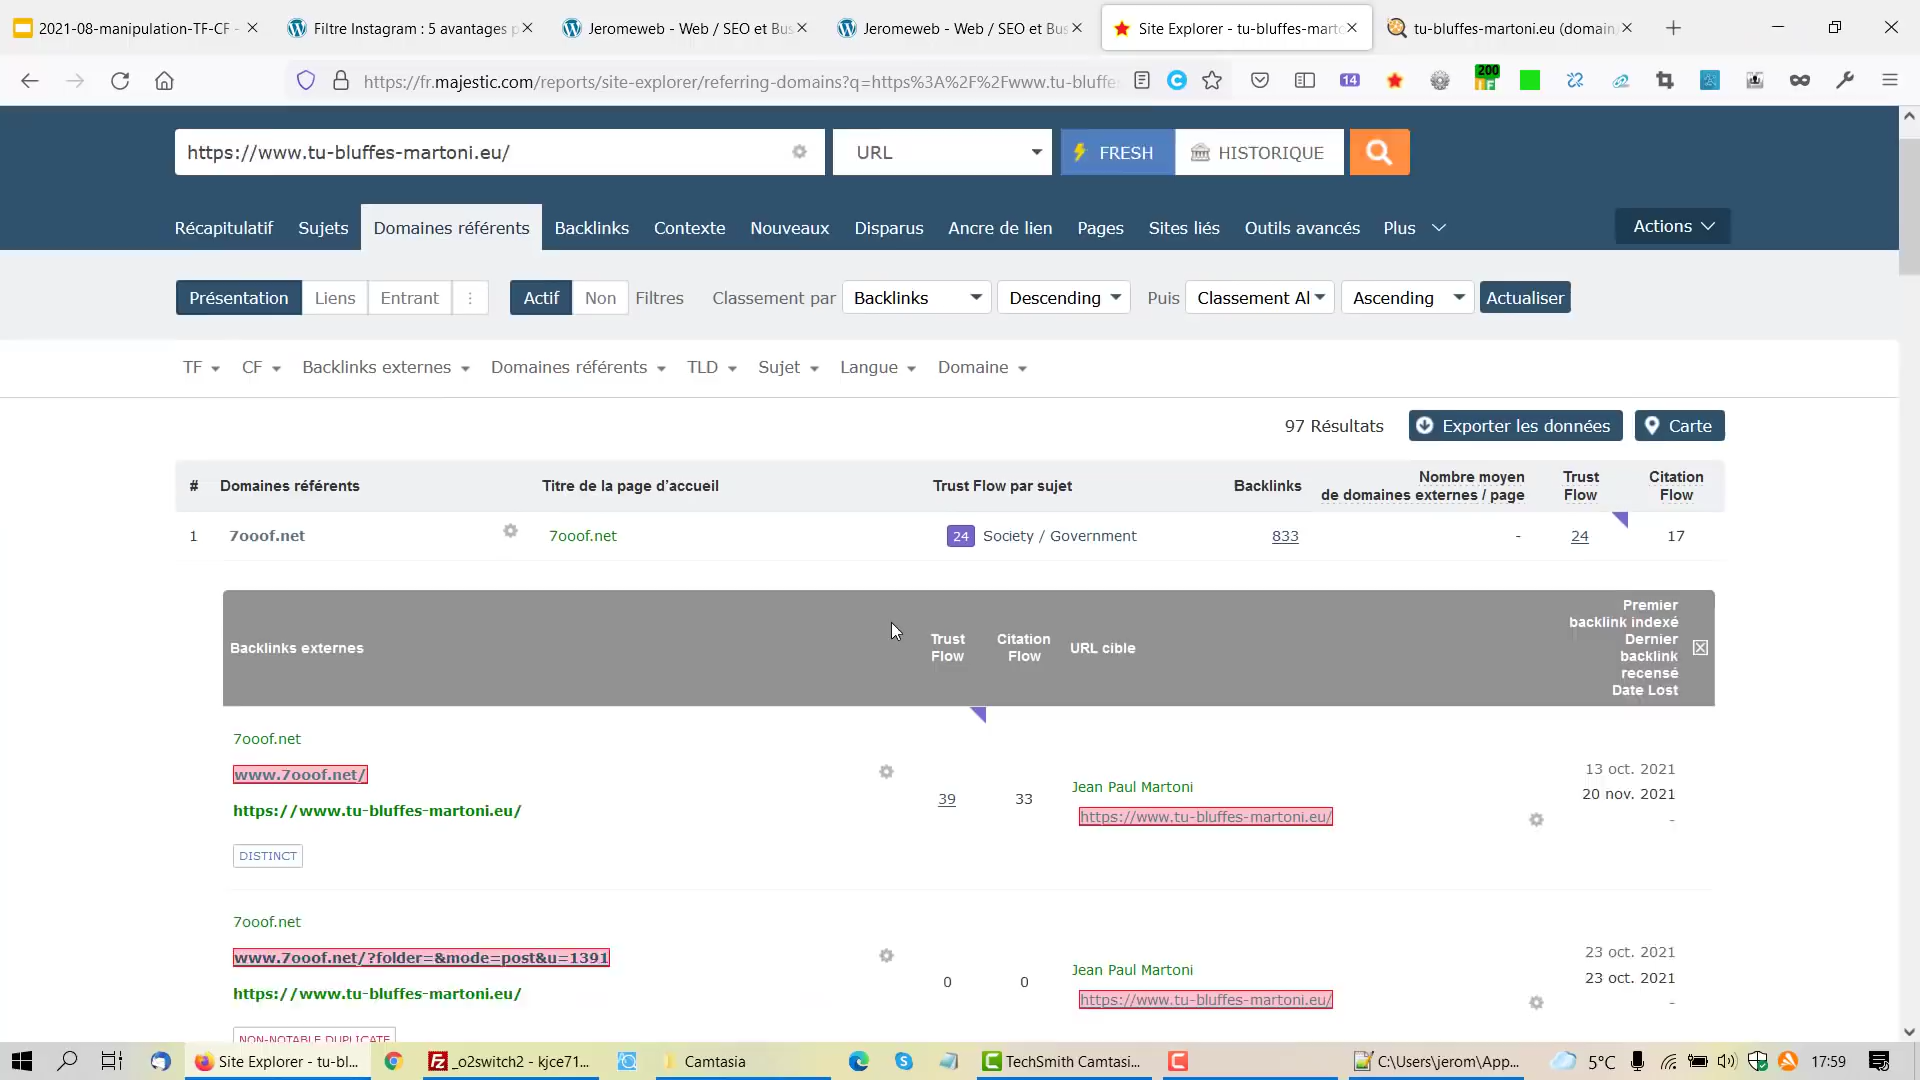 2021-08-manipulation-TF-CF -
Filtre Instagram : 5 avantages p
Jeromeweb - Web / SEO et Bus
Jeromeweb - Web / SEO et Bus
Site Explorer - tu-bluffes-marto
tu-bluffes-martoni.eu (domain
https://fr.majestic.com/reports/site-explorer/referring-domains?q=https%3A%2F%2Fwww.tu-bluffes
14
200
TF
https://www.tu-bluffes-martoni.eu/
URL
FRESH
HISTORIQUE
Récapitulatif
Sujets
Domaines référents
Backlinks
Contexte
Nouveaux
Disparus
Ancre de lien
Pages
Sites liés
Outils avancés
Plus
Actions
Présentation
Liens
Entrant
Actif
Non
Filtres
Classement par
Backlinks
Descending
Puis
Classement Al
Ascending
Actualiser
TF
CF
Backlinks externes
Domaines référents
TLD
Sujet
Langue
Domaine
97 Résultats
Exporter les données
Carte
#
Domaines référents
Titre de la page d'accueil
Trust Flow par sujet
Backlinks
Nombre moyen
de domaines externes / page
Trust
Flow
Citation
Flow
1
7ooof.net
7ooof.net
24
Society / Government
833
-
24
17
Backlinks externes
Trust
Flow
Citation
Flow
URL cible
Premier
backlink indexé
Dernier
backlink
recensé
Date Lost
7ooof.net
www.7ooof.net/
https://www.tu-bluffes-martoni.eu/
DISTINCT
39
33
Jean Paul Martoni
https://www.tu-bluffes-martoni.eu/
13 oct. 2021
20 nov. 2021
-
7ooof.net
www.7ooof.net/?folder=&mode=post&u=1391
https://www.tu-bluffes-martoni.eu/
NON-NOTABLE DUPLICATE
0
0
Jean Paul Martoni
https://www.tu-bluffes-martoni.eu/
23 oct. 2021
23 oct. 2021
-
Site Explorer - tu-bl...
_o2switch2 - kjce71...
Camtasia
TechSmith Camtasi...
C:\Users\jerom\App...
5°C
17:59